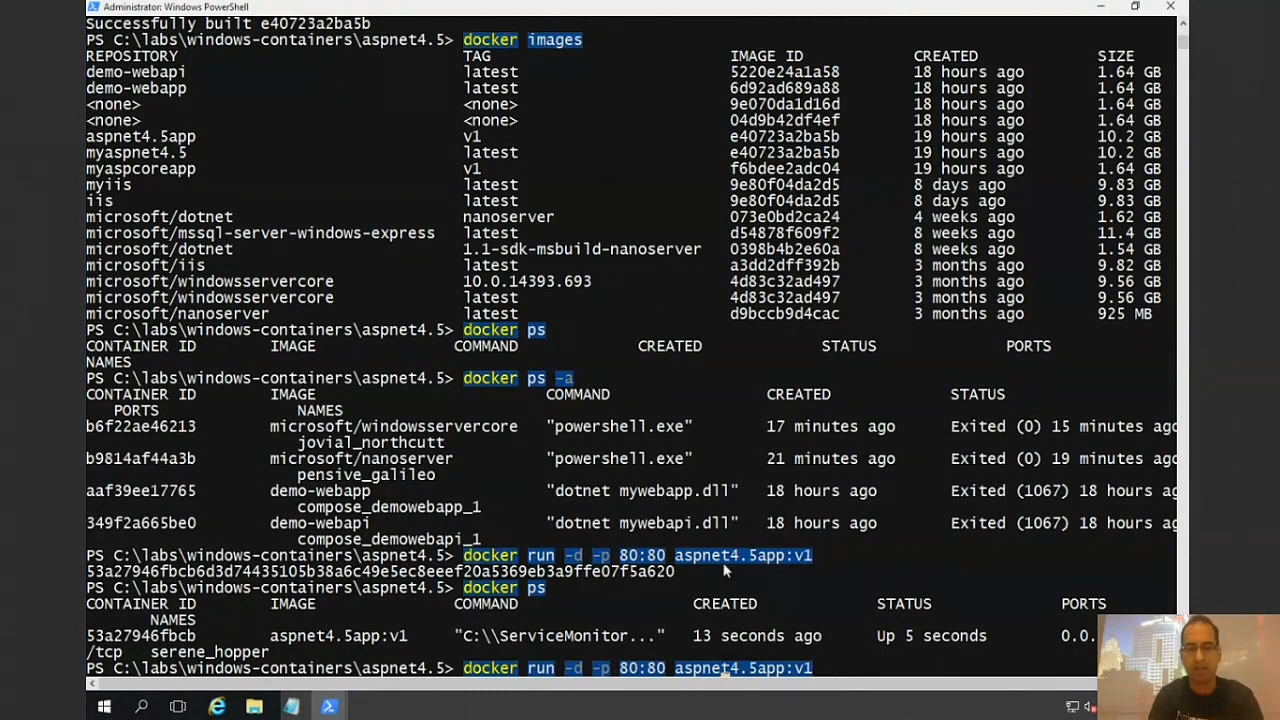 Administrator: Windows PowerShell
Successfully built e40723a2ba5b
PS C:\labs\windows-containers\aspnet4.5> docker images
REPOSITORY TAG IMAGE ID CREATED SIZE
demo-webapi latest 5220e24a1a58 18 hours ago 1.64 GB
demo-webapp latest 6d92ad689a88 18 hours ago 1.64 GB
<none> <none> 9e070da1d16d 18 hours ago 1.64 GB
<none> <none> 04d9b42df4ef 18 hours ago 1.64 GB
aspnet4.5app v1 e40723a2ba5b 19 hours ago 10.2 GB
myaspnet4.5 latest e40723a2ba5b 19 hours ago 10.2 GB
myaspcoreapp v1 f6bdee2adc04 19 hours ago 1.64 GB
myiis latest 9e80f04da2d5 8 days ago 9.83 GB
iis latest 9e80f04da2d5 8 days ago 9.83 GB
microsoft/dotnet nanoserver 073e0bd2ca24 4 weeks ago 1.62 GB
microsoft/mssql-server-windows-express latest d54878f609f2 8 weeks ago 11.4 GB
microsoft/dotnet 1.1-sdk-msbuild-nanoserver 0398b4b2e60a 8 weeks ago 1.54 GB
microsoft/iis latest a3dd2dff392b 3 months ago 9.82 GB
microsoft/windowsservercore 10.0.14393.693 4d83c32ad497 3 months ago 9.56 GB
microsoft/windowsservercore latest 4d83c32ad497 3 months ago 9.56 GB
microsoft/nanoserver latest d9bccb9d4cac 3 months ago 925 MB
PS C:\labs\windows-containers\aspnet4.5> docker ps
CONTAINER ID IMAGE COMMAND CREATED STATUS PORTS
NAMES
PS C:\labs\windows-containers\aspnet4.5> docker ps -a
CONTAINER ID IMAGE COMMAND CREATED STATUS
PORTS NAMES
b6f22ae46213 microsoft/windowsservercore "powershell.exe" 17 minutes ago Exited (0) 15 minutes ago
jovial_northcutt
b9814af44a3b microsoft/nanoserver "powershell.exe" 21 minutes ago Exited (0) 19 minutes ago
pensive_galileo
aaf39ee17765 demo-webapp "dotnet mywebapp.dll" 18 hours ago Exited (1067) 18 hours ago
compose_demowebapp_1
349f2a665be0 demo-webapi "dotnet mywebapi.dll" 18 hours ago Exited (1067) 18 hours ago
compose_demowebapi_1
PS C:\labs\windows-containers\aspnet4.5> docker run -d -p 80:80 aspnet4.5app:v1
53a27946fbcb6d3d74435105b38a6c49e5ec8eeef20a5369eb3a9ffe07f5a620
PS C:\labs\windows-containers\aspnet4.5> docker ps
CONTAINER ID IMAGE COMMAND CREATED STATUS PORTS
NAMES
53a27946fbcb aspnet4.5app:v1 "C:\\ServiceMonitor..." 13 seconds ago Up 5 seconds 0.0.
/tcp serene_hopper
PS C:\labs\windows-containers\aspnet4.5> docker run -d -p 80:80 aspnet4.5app:v1